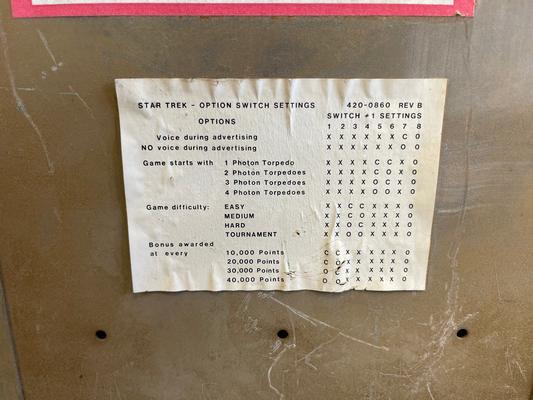 STAR TREK - OPTION SWITCH SETTINGS 420-0860 REV B
OPTIONS SWITCH #1 SETTINGS
1 2 3 4 5 6 7 8
Voice during advertising X X X X X X C O
NO voice during advertising X X X X X X O O
Game starts with 1 Photon Torpedo X X X X C C X O
2 Photon Torpedoes X X X X C O X O
3 Photon Torpedoes X X X X O C X O
4 Photon Torpedoes X X X X O O X O
Game difficulty: EASY X X C C X X X O
MEDIUM X X C O X X X O
HARD X X O C X X X O
TOURNAMENT X X O O X X X O
Bonus awarded
at every 10,000 Points C C X X X X X O
20,000 Points C O X X X X X O
30,000 Points O C X X X X X O
40,000 Points O O X X X X X O